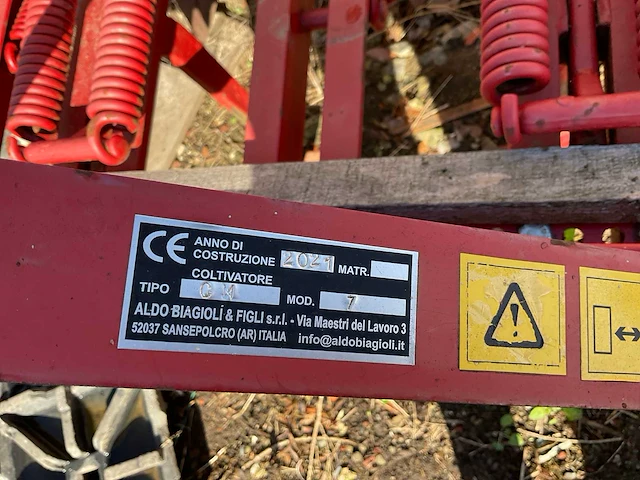 CE ANNO DI
COSTRUZIONE 2021 MATR.
COLTIVATORE
TIPO G M MOD. 7
ALDO BIAGIOLI & FIGLI s.r.l. - Via Maestri del Lavoro 3
52037 SANSEPOLCRO (AR) ITALIA info@aldobiagioli.it